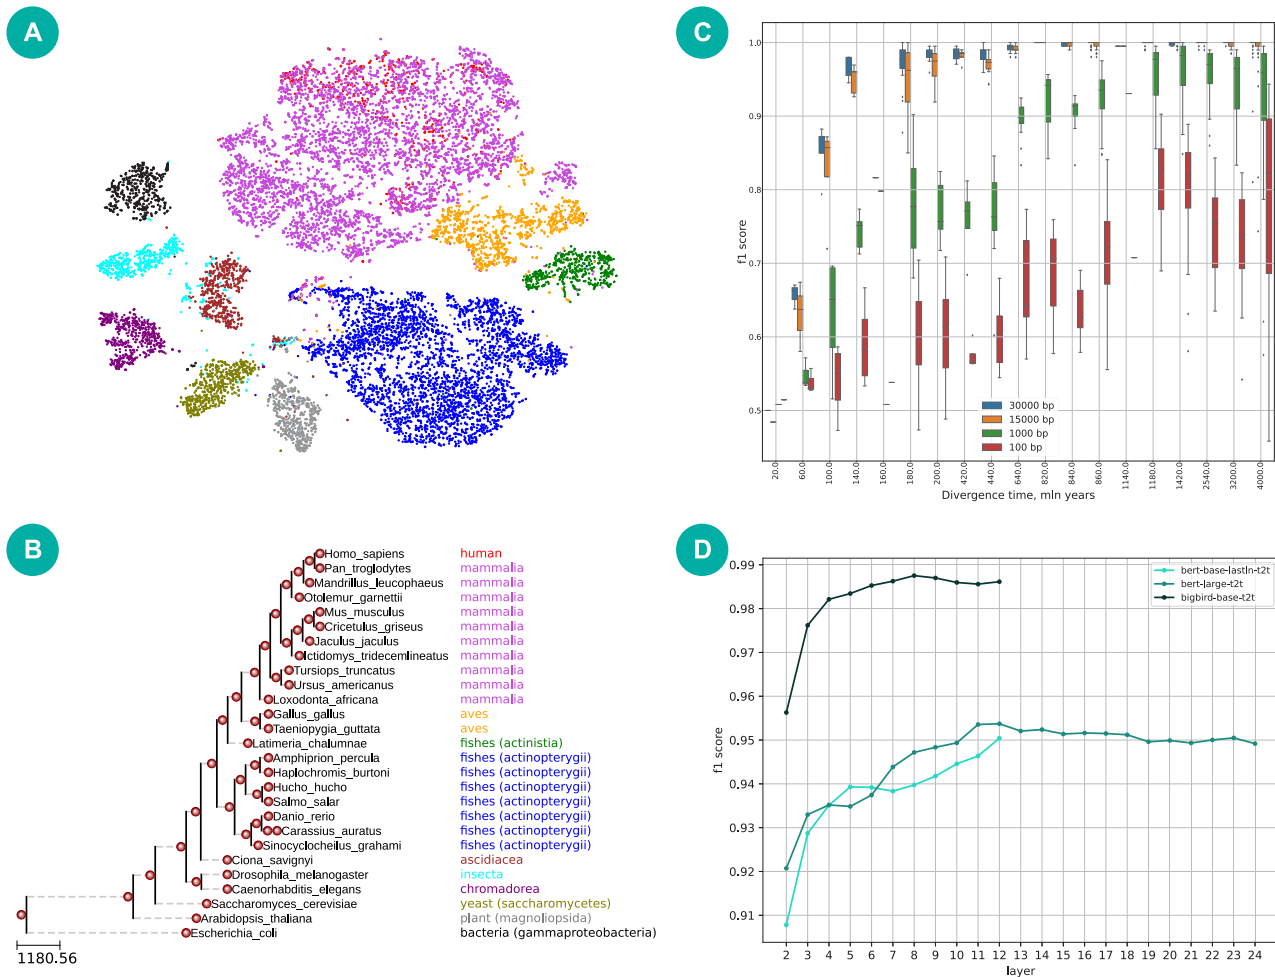 A
C
1.0
0.9
0.8
0.7
0.6
0.5
f1 score
30000 bp
15000 bp
1000 bp
100 bp
20.0 60.0 100.0 140.0 160.0 180.0 200.0 420.0 440.0 640.0 820.0 840.0 860.0 1140.0 1180.0 1420.0 2540.0 3200.0 4000.0
Divergence time, mln years
B
Homo_sapiens human
Pan_troglodytes mammalia
Mandrillus_leucophaeus mammalia
Otolemur_garnettii mammalia
Mus_musculus mammalia
Cricetulus_griseus mammalia
Jaculus_jaculus mammalia
Ictidomys_tridecemlineatus mammalia
Tursiops_truncatus mammalia
Ursus_americanus mammalia
Loxodonta_africana mammalia
Gallus_gallus aves
Taeniopygia_guttata aves
Latimeria_chalumnae fishes (actinistia)
Amphiprion_percula fishes (actinopterygii)
Haplochromis_burtoni fishes (actinopterygii)
Hucho_hucho fishes (actinopterygii)
Salmo_salar fishes (actinopterygii)
Danio_rerio fishes (actinopterygii)
Carassius_auratus fishes (actinopterygii)
Sinocyclocheilus_grahami fishes (actinopterygii)
Ciona_savignyi ascidiacea
Drosophila_melanogaster insecta
Caenorhabditis_elegans chromadorea
Saccharomyces_cerevisiae yeast (saccharomycetes)
Arabidopsis_thaliana plant (magnoliopsida)
Escherichia_coli bacteria (gammaproteobacteria)
1180.56
D
0.99
0.98
0.97
0.96
0.95
0.94
0.93
0.92
0.91
f1 score
bert-base-lastln-t2t
bert-large-t2t
bigbird-base-t2t
2 3 4 5 6 7 8 9 10 11 12 13 14 15 16 17 18 19 20 21 22 23 24
layer